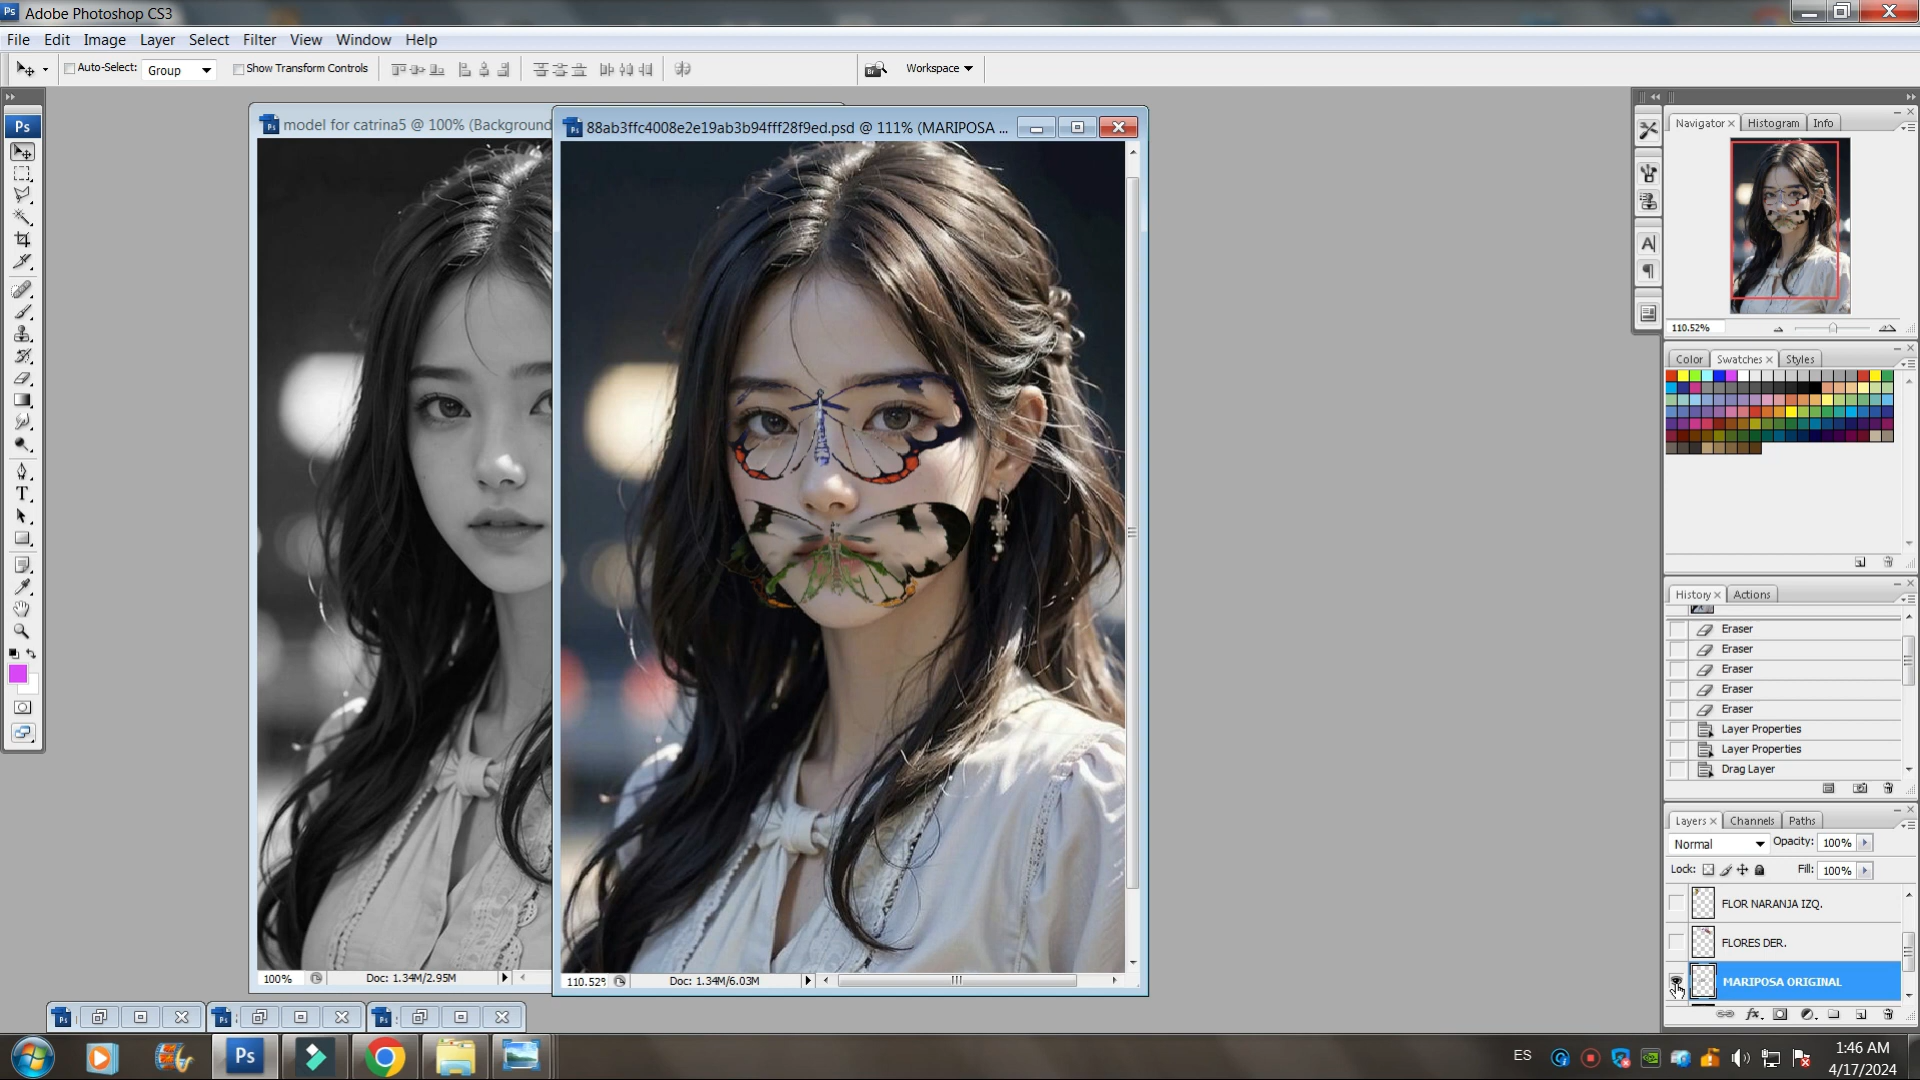 Ps Adobe Photoshop CS3
File Edit Image Layer Select Filter View Window Help
Auto-Select: Group Show Transform Controls Workspace
Ps
model for catrina5 @ 100% (Background
88ab3ffc4008e2e19ab3b94fff28f9ed.psd @ 111% (MARIPOSA ...
Navigator Histogram Info
110.52%
Color Swatches Styles
History Actions
Eraser
Eraser
Eraser
Eraser
Eraser
Layer Properties
Layer Properties
Drag Layer
Layers Channels Paths
Normal Opacity: 100%
Lock: Fill: 100%
FLOR NARANJA IZQ.
FLORES DER.
MARIPOSA ORIGINAL
100% Doc: 1.34M/2.95M
110.52% Doc: 1.34M/6.03M
Ps
ES
1:46 AM
4/17/2024